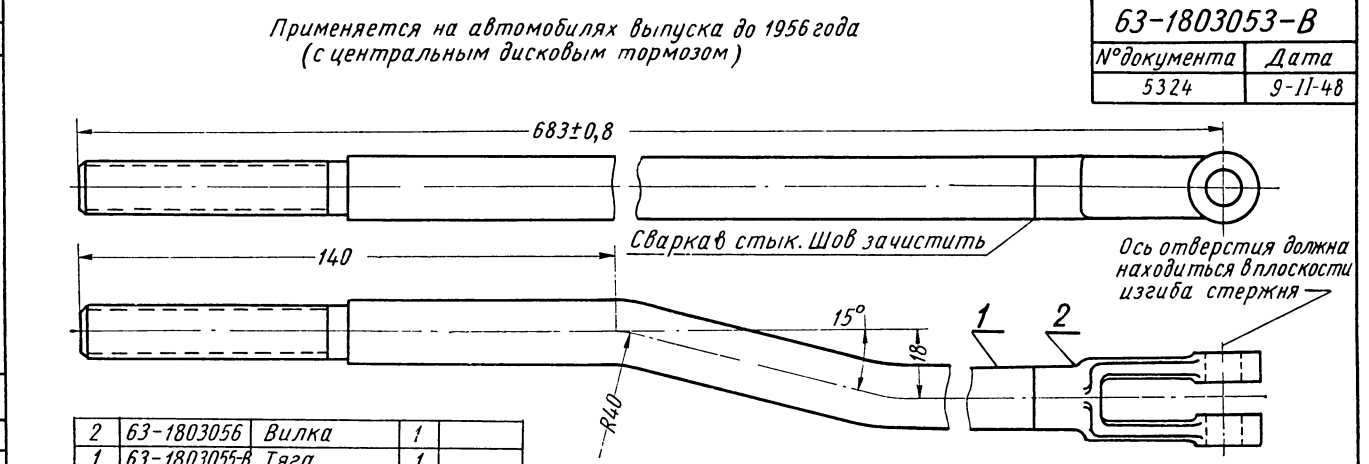 Применяется на автомобилях выпуска до 1956 года
(с центральным дисковым тормозом)
63-1803053-В
№ документа Дата
5324 9-II-48
683±0,8
Сварка в стык. Шов зачистить
140
Ось отверстия должна
находиться в плоскости
изгиба стержня
15°
18
R40
1 2
2 63-1803056 Вилка 1
1 63-1803055-В Тяга 1